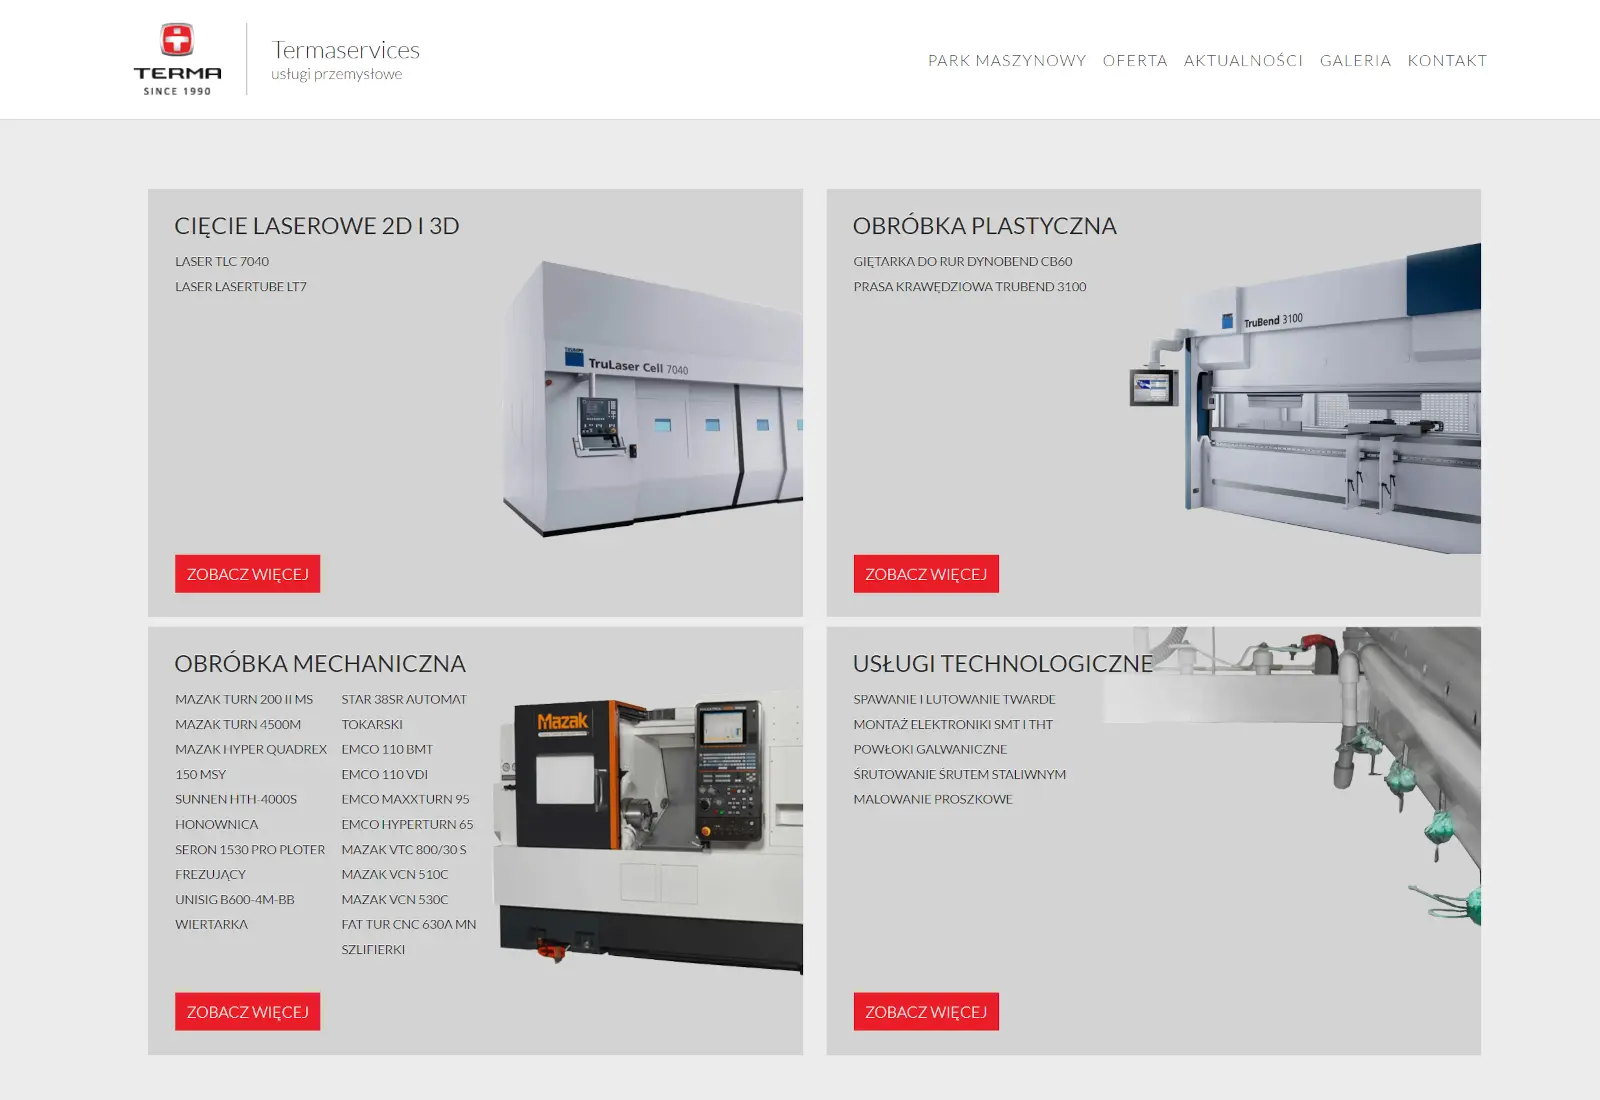 TERMA
SINCE 1990
Termaservices
usługi przemysłowe
PARK MASZYNOWY OFERTA AKTUALNOŚCI GALERIA KONTAKT
CIĘCIE LASEROWE 2D I 3D
LASER TLC 7040
LASER LASERTUBE LT7
TRUMPF
TruLaser Cell 7040
ZOBACZ WIĘCEJ
OBRÓBKA PLASTYCZNA
GIĘTARKA DO RUR DYNOBEND CB60
PRASA KRAWĘDZIOWA TRUBEND 3100
TruBend 3100
ZOBACZ WIĘCEJ
OBRÓBKA MECHANICZNA
MAZAK TURN 200 II MS
MAZAK TURN 4500M
MAZAK HYPER QUADREX
150 MSY
SUNNEN HTH-4000S
HONOWNICA
SERON 1530 PRO PLOTER
FREZUJĄCY
UNISIG B600-4M-BB
WIERTARKA
STAR 38SR AUTOMAT
TOKARSKI
EMCO 110 BMT
EMCO 110 VDI
EMCO MAXXTURN 95
EMCO HYPERTURN 65
MAZAK VTC 800/30 S
MAZAK VCN 510C
MAZAK VCN 530C
FAT TUR CNC 630A MN
SZLIFIERKI
Mazak
ZOBACZ WIĘCEJ
USŁUGI TECHNOLOGICZNE
SPAWANIE I LUTOWANIE TWARDE
MONTAŻ ELEKTRONIKI SMT I THT
POWŁOKI GALWANICZNE
ŚRUTOWANIE ŚRUTEM STALIWNYM
MALOWANIE PROSZKOWE
ZOBACZ WIĘCEJ